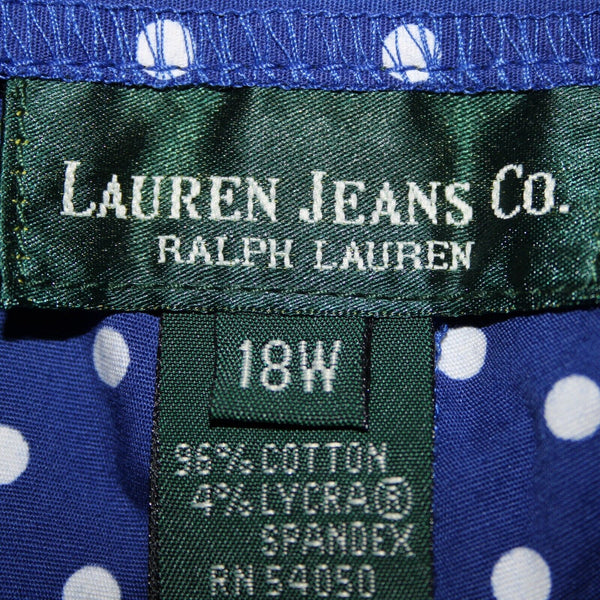 LAUREN JEANS CO.
RALPH LAUREN
18W
96% COTTON
4% LYCRA®
SPANDEX
RN 54050